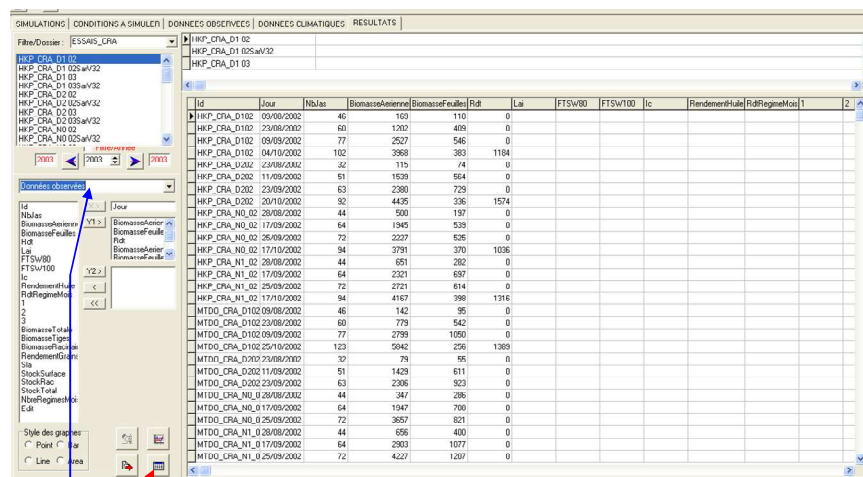 SIMULATIONS | CONDITIONS A SIMULER | DONNEES OBSERVEES | DONNEES CLIMATIQUES | RESULTATS
Filtre/Dossier : ESSAIS_CRA
HKP_CRA_D1 02
HKP_CRA_D1 02SarV32
HKP_CRA_D1 03
HKP_CRA_D1 03SarV32
HKP_CRA_D2 02
HKP_CRA_D2 02SarV32
HKP_CRA_D2 03
HKP_CRA_D2 03SarV32
HKP_CRA_N0 02
HKP_CRA_N0 02SarV32
Filtre/Année
2003 2003 2003
Données observées
Id
NbJas
BiomasseAerienn
BiomasseFeuilles
Rdt
Lai
FTSW80
FTSW100
Ic
RendementHuile
RdtRegimeMois
1
2
3
BiomasseTotale
BiomasseTiges
BiomasseRacinair
RendementGrains
Sla
StockSurface
StockRac
StockTotal
NbreRegimesMoi
Edit
Jour
Y1 >
BiomasseAerien
BiomasseFeuille
Rdt
BiomasseAerien
BiomasseFeuille
Y2 >
<
<<
Style des graphes
Point Bar
Line Area
HKP_CRA_D1 02
HKP_CRA_D1 02SarV32
HKP_CRA_D1 03
Id Jour NbJas BiomasseAerienne BiomasseFeuilles Rdt Lai FTSW80 FTSW100 Ic RendementHuile RdtRegimeMois 1 2
HKP_CRA_D102 09/08/2002 46 169 110 0
HKP_CRA_D102 23/08/2002 60 1202 409 0
HKP_CRA_D102 09/09/2002 77 2527 546 0
HKP_CRA_D102 04/10/2002 102 3968 383 1184
HKP_CRA_D202 23/08/2002 32 115 74 0
HKP_CRA_D202 11/09/2002 51 1539 564 0
HKP_CRA_D202 23/09/2002 63 2380 729 0
HKP_CRA_D202 20/10/2002 92 4435 336 1574
HKP_CRA_N0_02 28/08/2002 44 500 197 0
HKP_CRA_N0_02 17/09/2002 64 1945 539 0
HKP_CRA_N0_02 25/09/2002 72 2227 525 0
HKP_CRA_N0_02 17/10/2002 94 3791 370 1036
HKP_CRA_N1_02 28/08/2002 44 651 282 0
HKP_CRA_N1_02 17/09/2002 64 2321 697 0
HKP_CRA_N1_02 25/09/2002 72 2721 614 0
HKP_CRA_N1_02 17/10/2002 94 4167 398 1316
MTDO_CRA_D102 09/08/2002 46 142 95 0
MTDO_CRA_D102 23/08/2002 60 779 542 0
MTDO_CRA_D102 09/09/2002 77 2799 1050 0
MTDO_CRA_D102 25/10/2002 123 5842 256 1389
MTDO_CRA_D202 23/08/2002 32 79 55 0
MTDO_CRA_D202 11/09/2002 51 1429 611 0
MTDO_CRA_D202 23/09/2002 63 2306 923 0
MTDO_CRA_N0_0 28/08/2002 44 347 286 0
MTDO_CRA_N0_0 17/09/2002 64 1947 700 0
MTDO_CRA_N0_0 25/09/2002 72 3657 821 0
MTDO_CRA_N1_0 28/08/2002 44 656 400 0
MTDO_CRA_N1_0 17/09/2002 64 2903 1077 0
MTDO_CRA_N1_0 25/09/2002 72 4227 1207 0